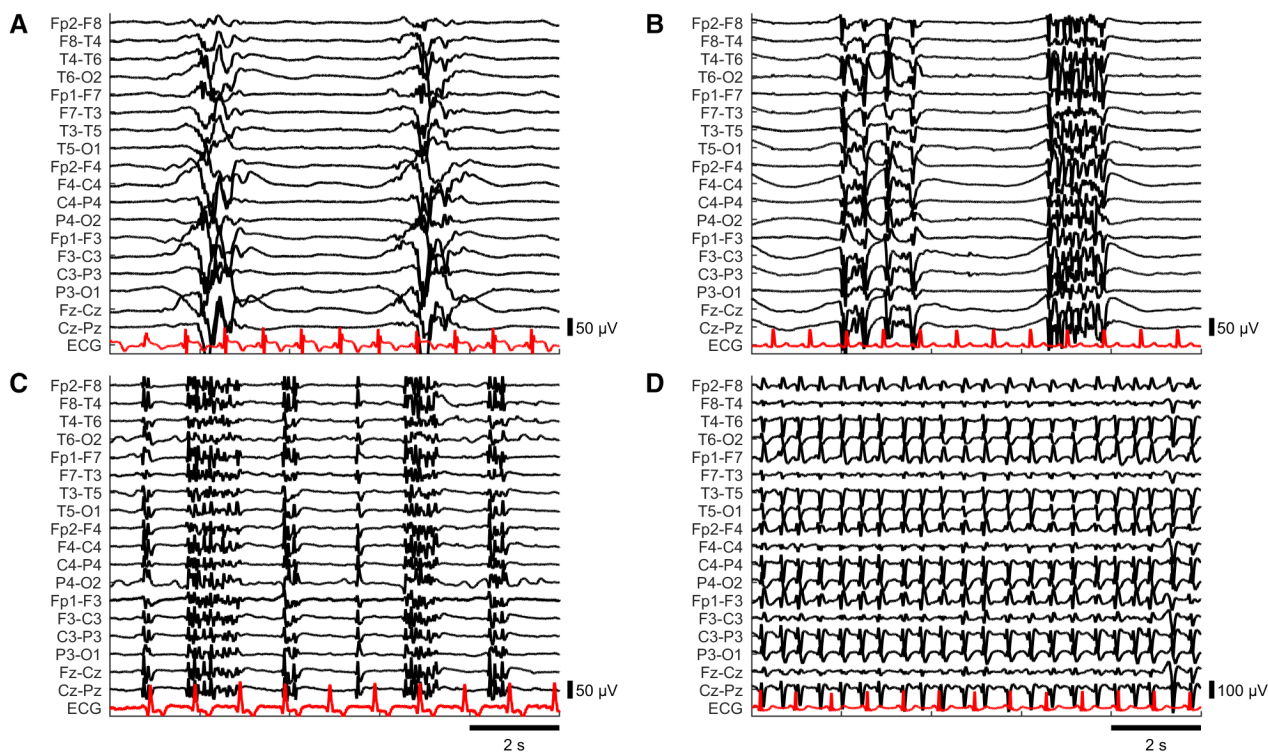 A
Fp2-F8
F8-T4
T4-T6
T6-O2
Fp1-F7
F7-T3
T3-T5
T5-O1
Fp2-F4
F4-C4
C4-P4
P4-O2
Fp1-F3
F3-C3
C3-P3
P3-O1
Fz-Cz
Cz-Pz
ECG
50 µV
B
Fp2-F8
F8-T4
T4-T6
T6-O2
Fp1-F7
F7-T3
T3-T5
T5-O1
Fp2-F4
F4-C4
C4-P4
P4-O2
Fp1-F3
F3-C3
C3-P3
P3-O1
Fz-Cz
Cz-Pz
ECG
50 µV
C
Fp2-F8
F8-T4
T4-T6
T6-O2
Fp1-F7
F7-T3
T3-T5
T5-O1
Fp2-F4
F4-C4
C4-P4
P4-O2
Fp1-F3
F3-C3
C3-P3
P3-O1
Fz-Cz
Cz-Pz
ECG
50 µV
2 s
D
Fp2-F8
F8-T4
T4-T6
T6-O2
Fp1-F7
F7-T3
T3-T5
T5-O1
Fp2-F4
F4-C4
C4-P4
P4-O2
Fp1-F3
F3-C3
C3-P3
P3-O1
Fz-Cz
Cz-Pz
ECG
100 µV
2 s